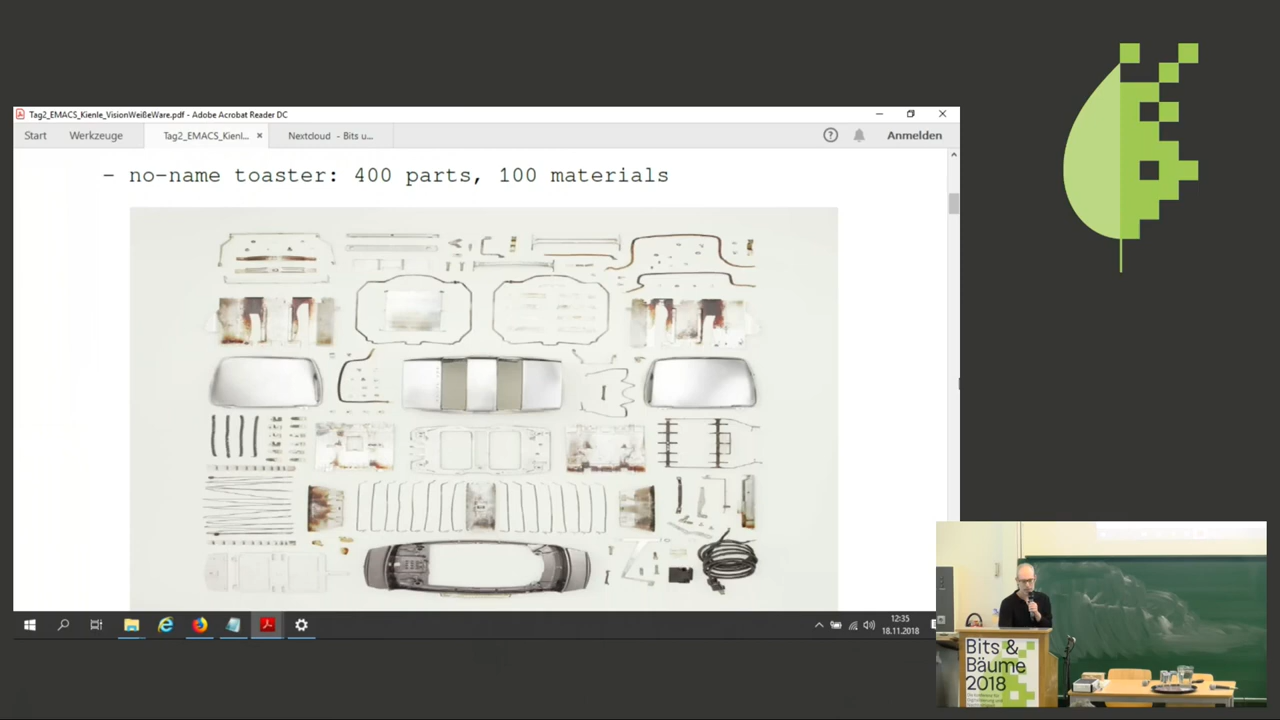 Tag2_EMACS_Kienle_VisionWeißeWare.pdf - Adobe Acrobat Reader DC
Start Werkzeuge Tag2_EMACS_Kienl... × Nextcloud - Bits u... Anmelden
- no-name toaster: 400 parts, 100 materials
12:35
18.11.2018
Bits &
Bäume
2018